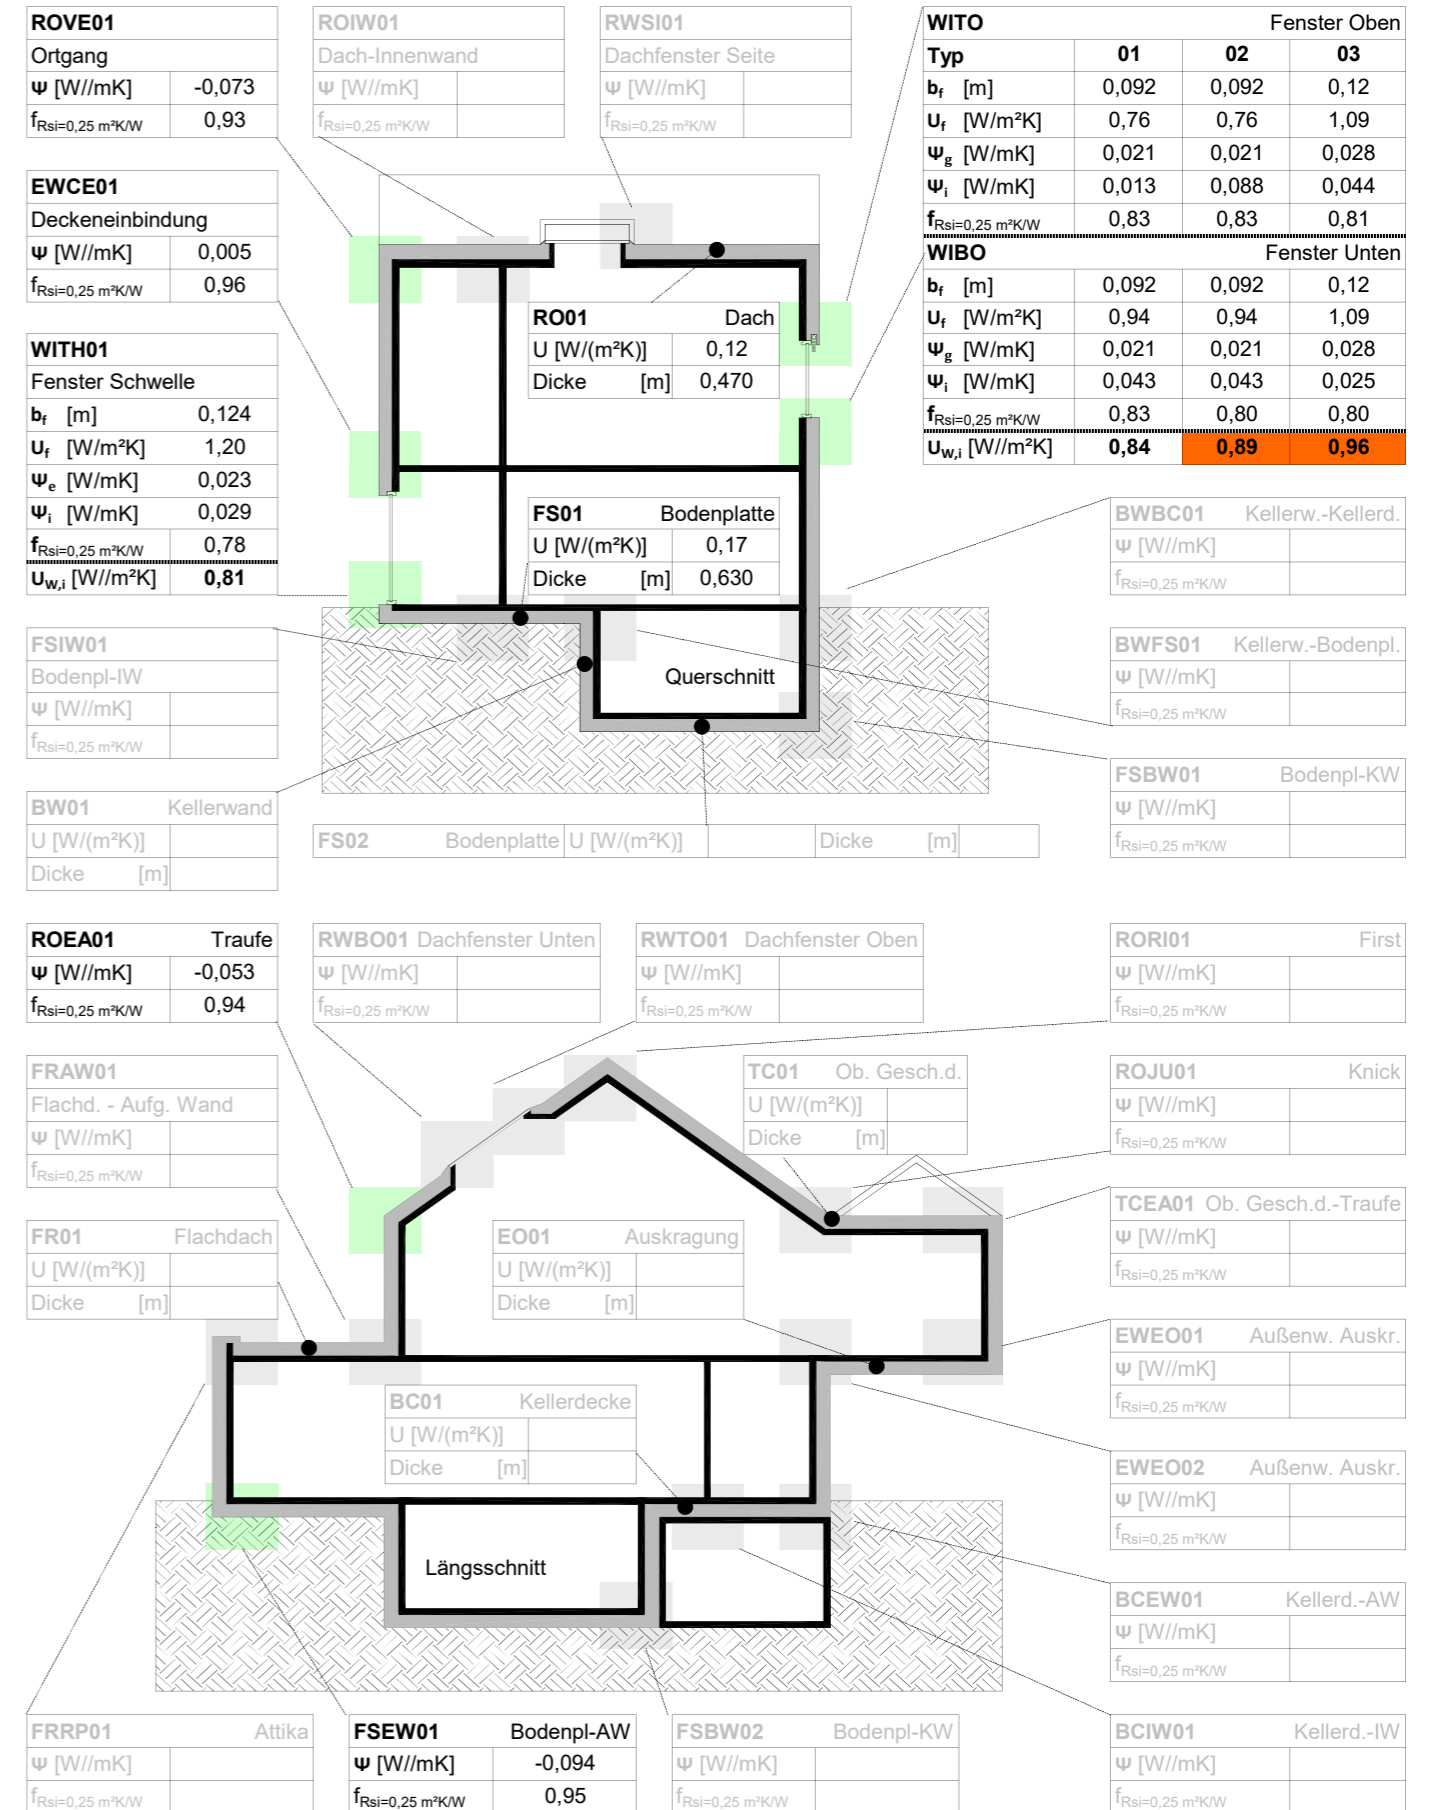 ROVE01
Ortgang
Ψ [W//mK] -0,073
fRsi=0,25 m²K/W 0,93
ROIW01
Dach-Innenwand
Ψ [W//mK]
fRsi=0,25 m²K/W
RWSI01
Dachfenster Seite
Ψ [W//mK]
fRsi=0,25 m²K/W
WITO Fenster Oben
Typ 01 02 03
bf [m] 0,092 0,092 0,12
Uf [W/m²K] 0,76 0,76 1,09
Ψg [W/mK] 0,021 0,021 0,028
Ψi [W/mK] 0,013 0,088 0,044
fRsi=0,25 m²K/W 0,83 0,83 0,81
WIBO Fenster Unten
bf [m] 0,092 0,092 0,12
Uf [W/m²K] 0,94 0,94 1,09
Ψg [W/mK] 0,021 0,021 0,028
Ψi [W/mK] 0,043 0,043 0,025
fRsi=0,25 m²K/W 0,83 0,80 0,80
UW,i [W//m²K] 0,84 0,89 0,96
EWCE01
Deckeneinbindung
Ψ [W//mK] 0,005
fRsi=0,25 m²K/W 0,96
WITH01
Fenster Schwelle
bf [m] 0,124
Uf [W/m²K] 1,20
Ψe [W/mK] 0,023
Ψi [W/mK] 0,029
fRsi=0,25 m²K/W 0,78
UW,i [W//m²K] 0,81
RO01 Dach
U [W/(m²K)] 0,12
Dicke [m] 0,470
FS01 Bodenplatte
U [W/(m²K)] 0,17
Dicke [m] 0,630
Querschnitt
BWBC01 Kellerw.-Kellerd.
Ψ [W//mK]
fRsi=0,25 m²K/W
FSIW01
Bodenpl-IW
Ψ [W//mK]
fRsi=0,25 m²K/W
BWFS01 Kellerw.-Bodenpl.
Ψ [W//mK]
fRsi=0,25 m²K/W
FSBW01 Bodenpl-KW
Ψ [W//mK]
fRsi=0,25 m²K/W
BW01 Kellerwand
U [W/(m²K)]
Dicke [m]
FS02 Bodenplatte U [W/(m²K)] Dicke [m]
ROEA01 Traufe
Ψ [W//mK] -0,053
fRsi=0,25 m²K/W 0,94
RWBO01 Dachfenster Unten
Ψ [W//mK]
fRsi=0,25 m²K/W
RWTO01 Dachfenster Oben
Ψ [W//mK]
fRsi=0,25 m²K/W
RORI01 First
Ψ [W//mK]
fRsi=0,25 m²K/W
FRAW01
Flachd. - Aufg. Wand
Ψ [W//mK]
fRsi=0,25 m²K/W
TC01 Ob. Gesch.d.
U [W/(m²K)]
Dicke [m]
ROJU01 Knick
Ψ [W//mK]
fRsi=0,25 m²K/W
TCEA01 Ob. Gesch.d.-Traufe
Ψ [W//mK]
fRsi=0,25 m²K/W
FR01 Flachdach
U [W/(m²K)]
Dicke [m]
EO01 Auskragung
U [W/(m²K)]
Dicke [m]
EWEO01 Außenw. Auskr.
Ψ [W//mK]
fRsi=0,25 m²K/W
BC01 Kellerdecke
U [W/(m²K)]
Dicke [m]
EWEO02 Außenw. Auskr.
Ψ [W//mK]
fRsi=0,25 m²K/W
Längsschnitt
BCEW01 Kellerd.-AW
Ψ [W//mK]
fRsi=0,25 m²K/W
FRRP01 Attika
Ψ [W//mK]
fRsi=0,25 m²K/W
FSEW01 Bodenpl-AW
Ψ [W//mK] -0,094
fRsi=0,25 m²K/W 0,95
FSBW02 Bodenpl-KW
Ψ [W//mK]
fRsi=0,25 m²K/W
BCIW01 Kellerd.-IW
Ψ [W//mK]
fRsi=0,25 m²K/W